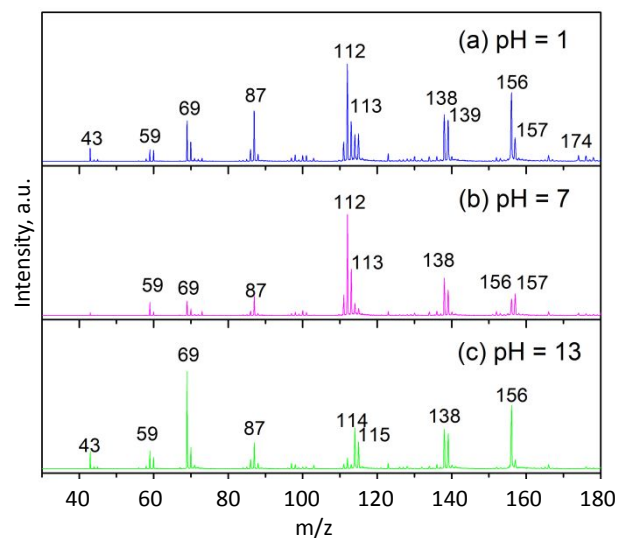 (a) pH = 1
43 59 69 87 112 113 138 139 156 157 174
(b) pH = 7
59 69 87 112 113 138 156 157
(c) pH = 13
43 59 69 87 114 115 138 156
40 60 80 100 120 140 160 180
m/z
Intensity, a.u.